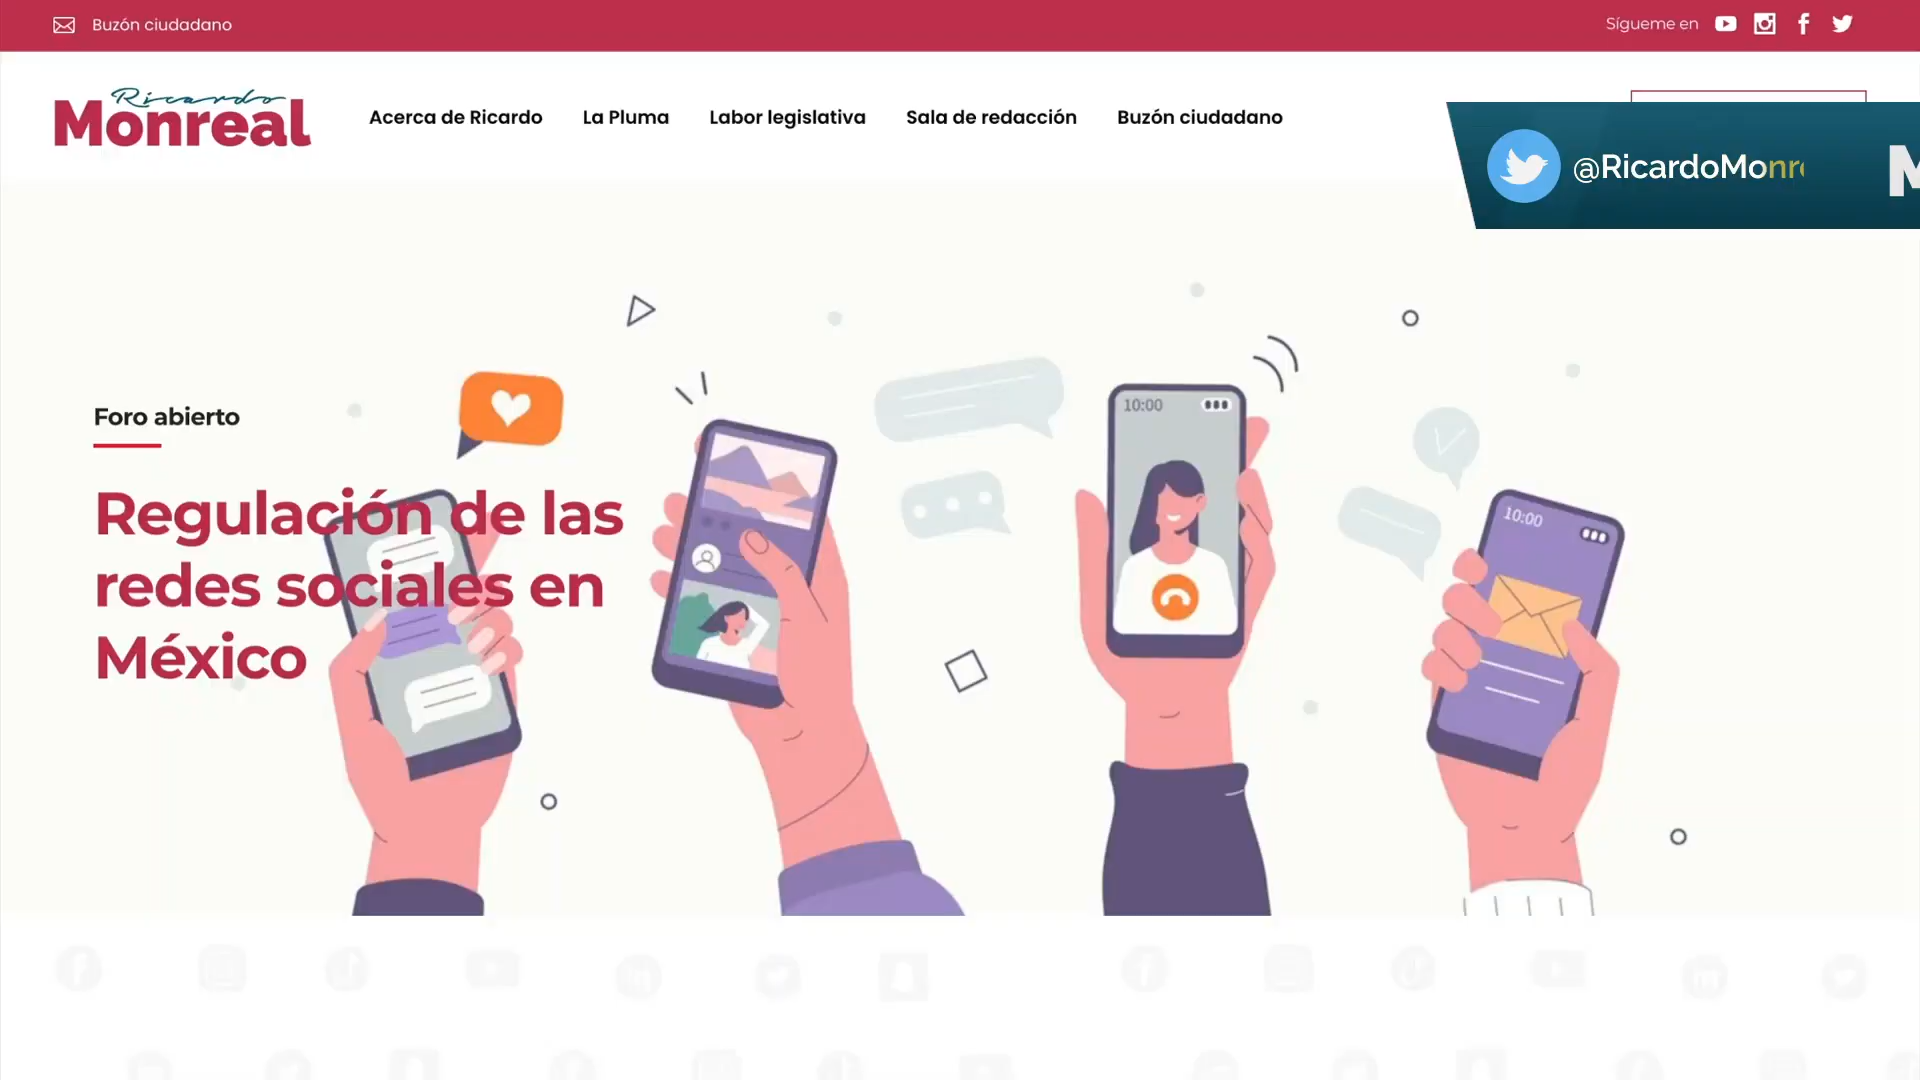 Buzón ciudadano
Sígueme en
Ricardo
Monreal
Acerca de Ricardo
La Pluma
Labor legislativa
Sala de redacción
Buzón ciudadano
@RicardoMonr
M
Foro abierto
Regulación de las
redes sociales en
México
10:00
10:00